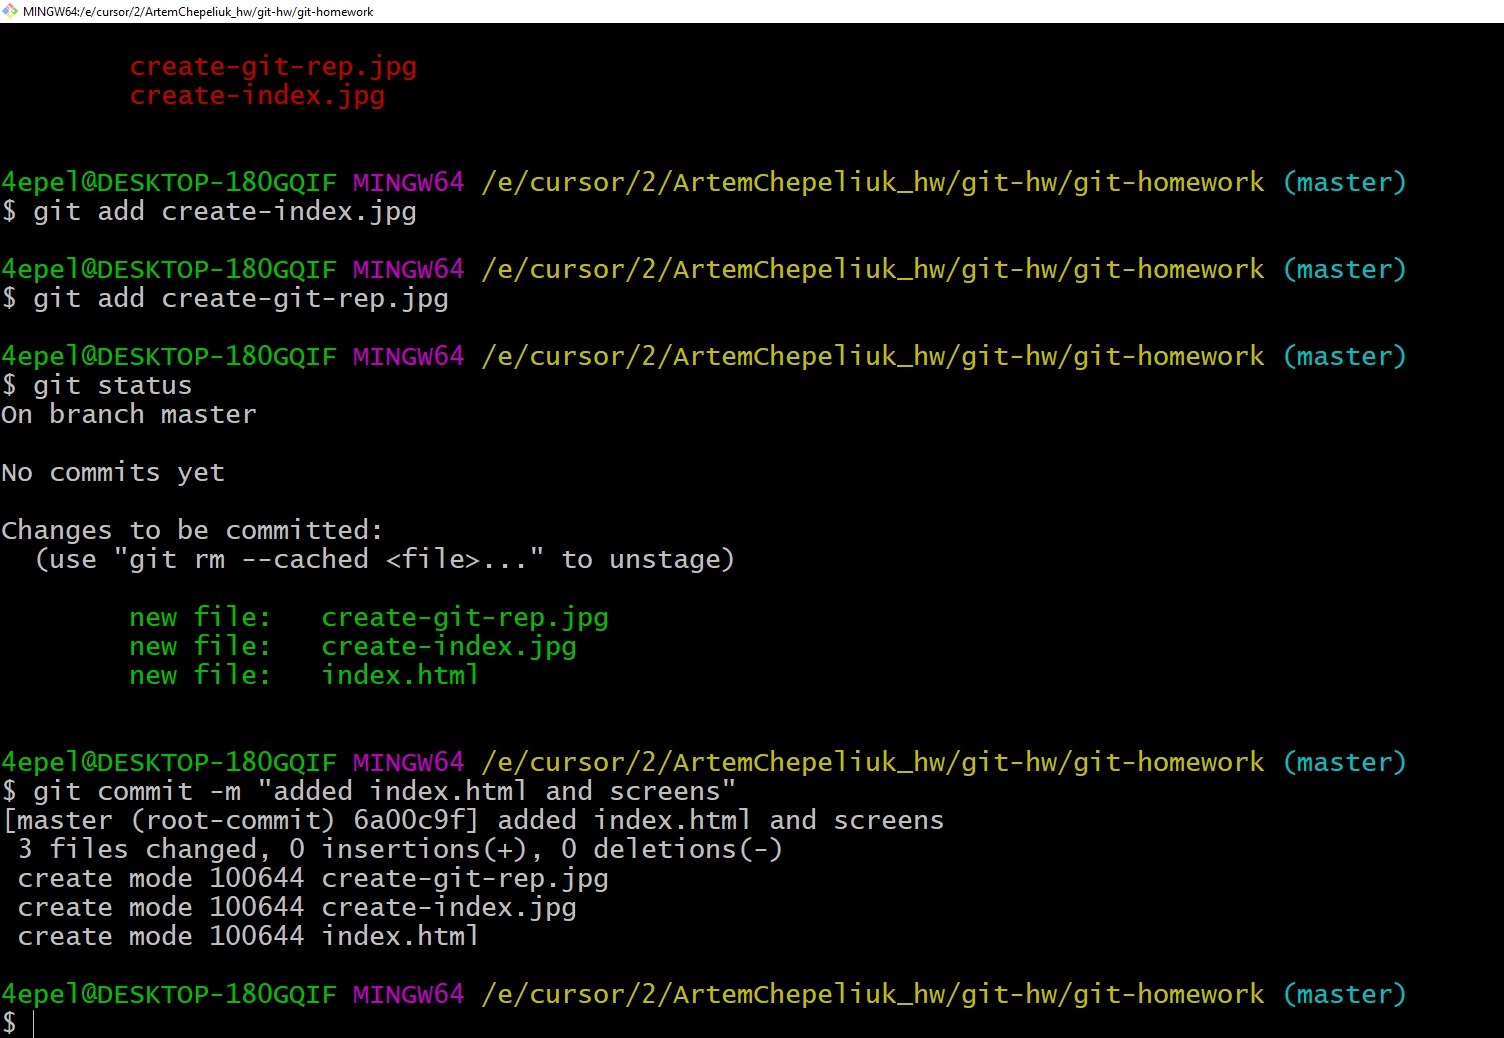 MINGW64:/e/cursor/2/ArtemChepeliuk_hw/git-hw/git-homework
create-git-rep.jpg
create-index.jpg
4epel@DESKTOP-180GQIF MINGW64 /e/cursor/2/ArtemChepeliuk_hw/git-hw/git-homework (master)
$ git add create-index.jpg
4epel@DESKTOP-180GQIF MINGW64 /e/cursor/2/ArtemChepeliuk_hw/git-hw/git-homework (master)
$ git add create-git-rep.jpg
4epel@DESKTOP-180GQIF MINGW64 /e/cursor/2/ArtemChepeliuk_hw/git-hw/git-homework (master)
$ git status
On branch master
No commits yet
Changes to be committed:
  (use "git rm --cached <file>..." to unstage)
new file:   create-git-rep.jpg
new file:   create-index.jpg
new file:   index.html
4epel@DESKTOP-180GQIF MINGW64 /e/cursor/2/ArtemChepeliuk_hw/git-hw/git-homework (master)
$ git commit -m "added index.html and screens"
[master (root-commit) 6a00c9f] added index.html and screens
 3 files changed, 0 insertions(+), 0 deletions(-)
 create mode 100644 create-git-rep.jpg
 create mode 100644 create-index.jpg
 create mode 100644 index.html
4epel@DESKTOP-180GQIF MINGW64 /e/cursor/2/ArtemChepeliuk_hw/git-hw/git-homework (master)
$